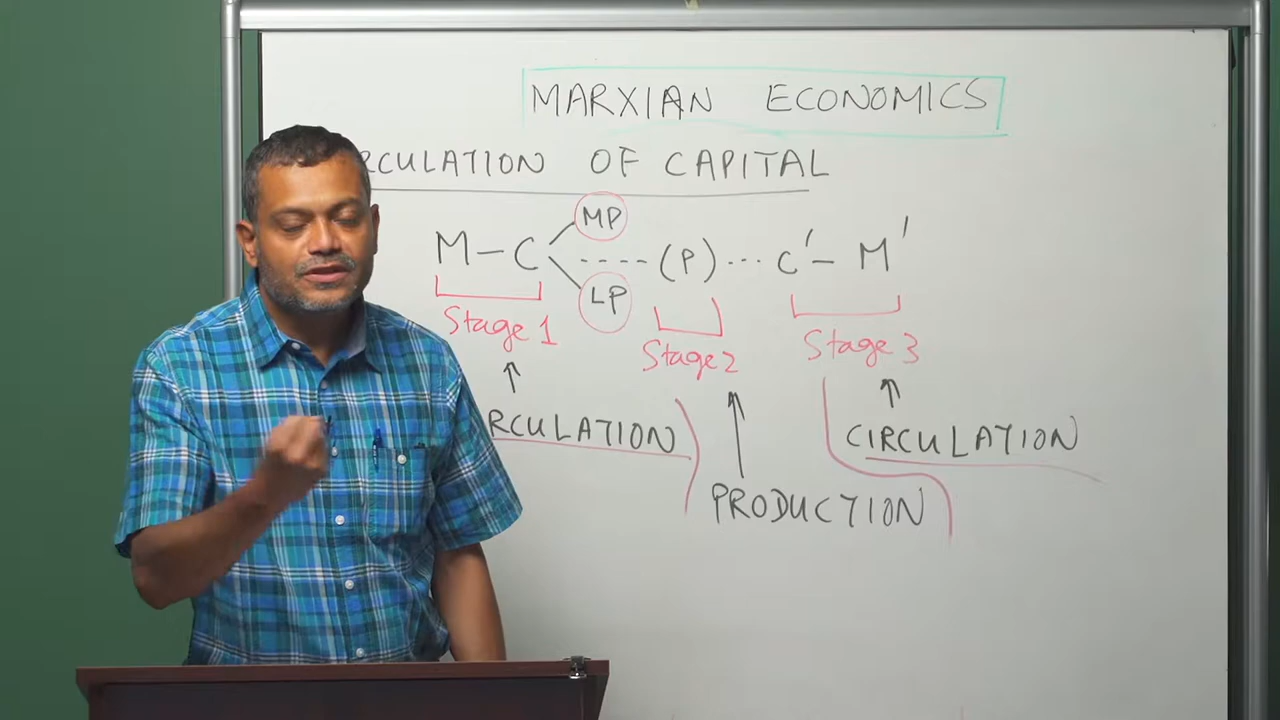 MARXIAN ECONOMICS
RCULATION OF CAPITAL
MP
M – C ----- (P) ... C' – M'
LP
Stage 1
Stage 2
Stage 3
RCULATION
CIRCULATION
PRODUCTION